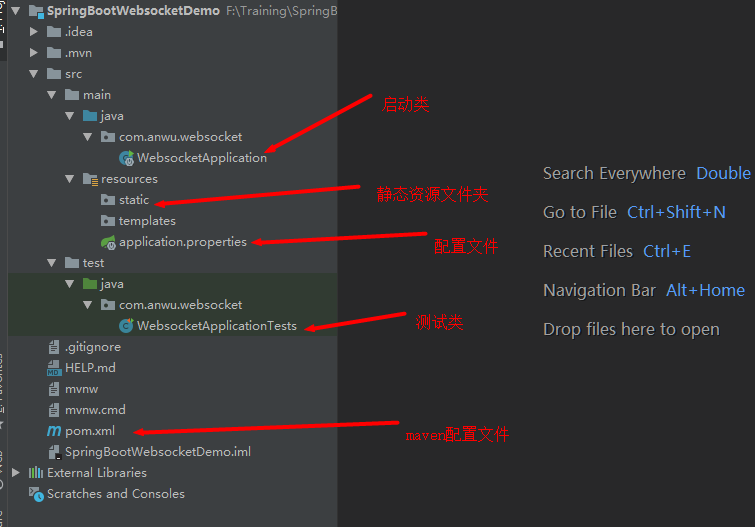 SpringBootWebsocketDemo F:\Training\SpringB
.idea
.mvn
src
main
java
com.anwu.websocket
WebsocketApplication
resources
static
templates
application.properties
test
java
com.anwu.websocket
WebsocketApplicationTests
.gitignore
HELP.md
mvnw
mvnw.cmd
pom.xml
SpringBootWebsocketDemo.iml
External Libraries
Scratches and Consoles
启动类
静态资源文件夹
配置文件
测试类
maven配置文件
Search Everywhere Double
Go to File Ctrl+Shift+N
Recent Files Ctrl+E
Navigation Bar Alt+Home
Drop files here to open